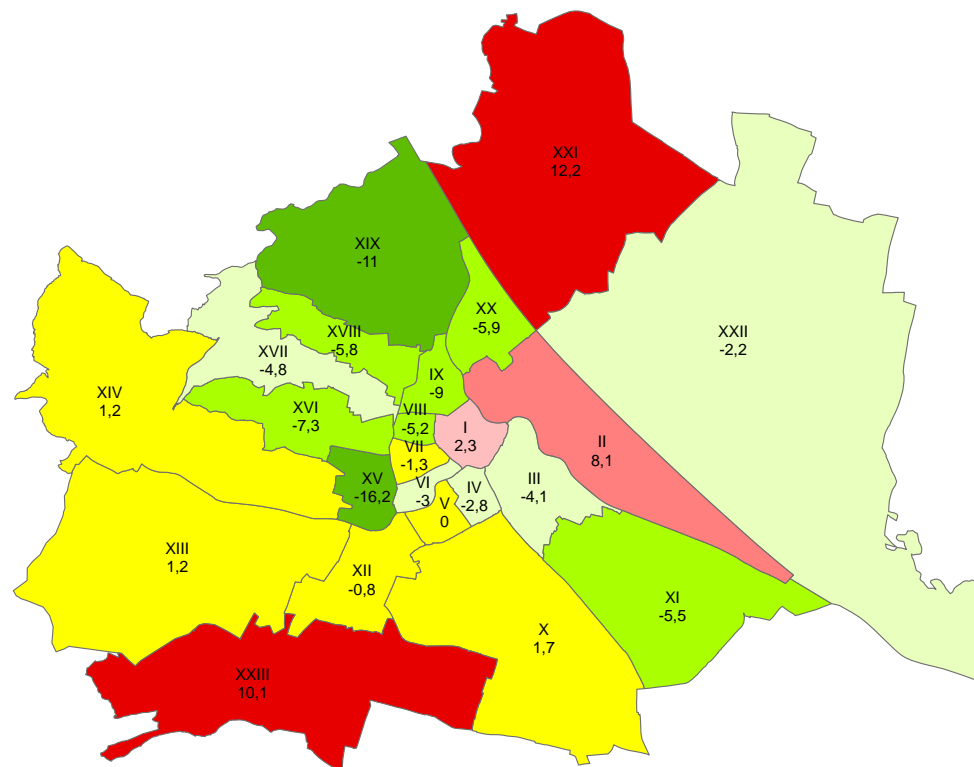 XXI
12,2
XIX
-11
XX
-5,9
XVIII
-5,8
XXII
-2,2
XVII
-4,8
IX
-9
XIV
1,2
XVI
-7,3
VIII
-5,2
I
2,3
II
8,1
VII
-1,3
XV
-16,2
VI
-3
IV
-2,8
III
-4,1
V
0
XIII
1,2
XII
-0,8
XI
-5,5
X
1,7
XXIII
10,1